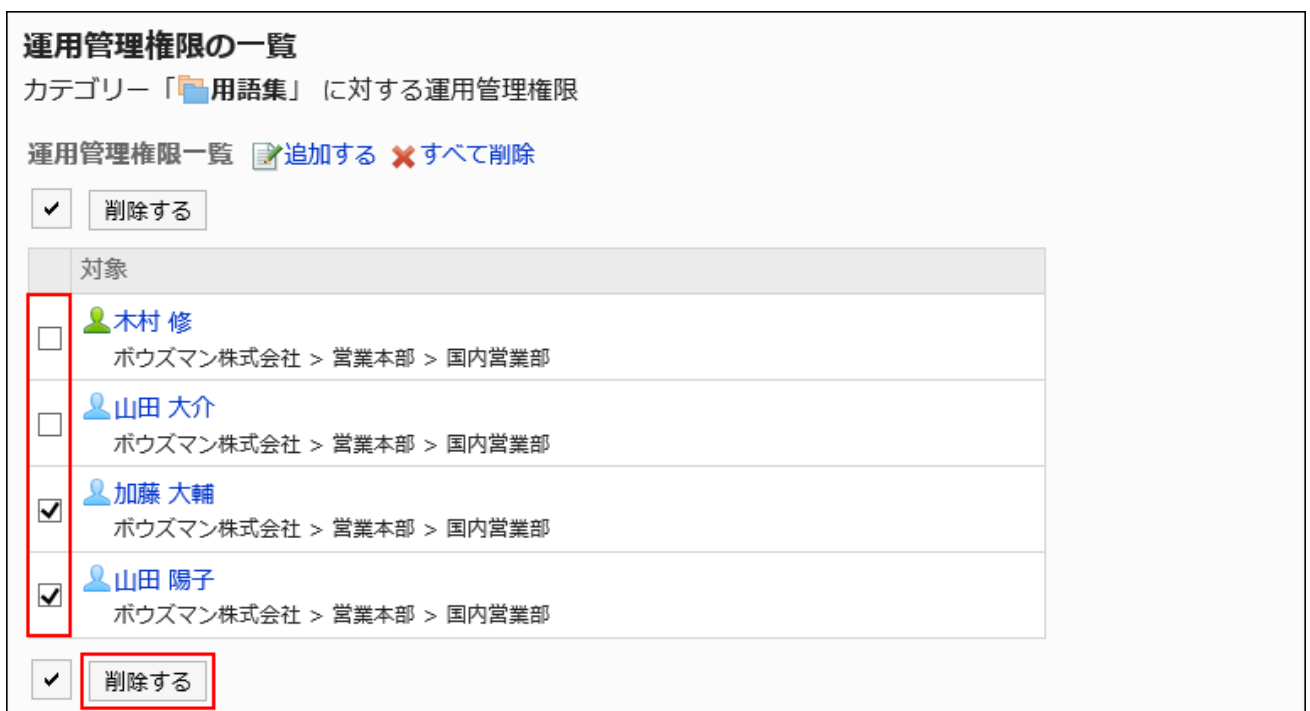 運用管理権限の一覧
カテゴリー「用語集」 に対する運用管理権限
運用管理権限一覧 追加する すべて削除
削除する
対象
木村 修
ボウズマン株式会社 > 営業本部 > 国内営業部
山田 大介
ボウズマン株式会社 > 営業本部 > 国内営業部
加藤 大輔
ボウズマン株式会社 > 営業本部 > 国内営業部
山田 陽子
ボウズマン株式会社 > 営業本部 > 国内営業部
削除する